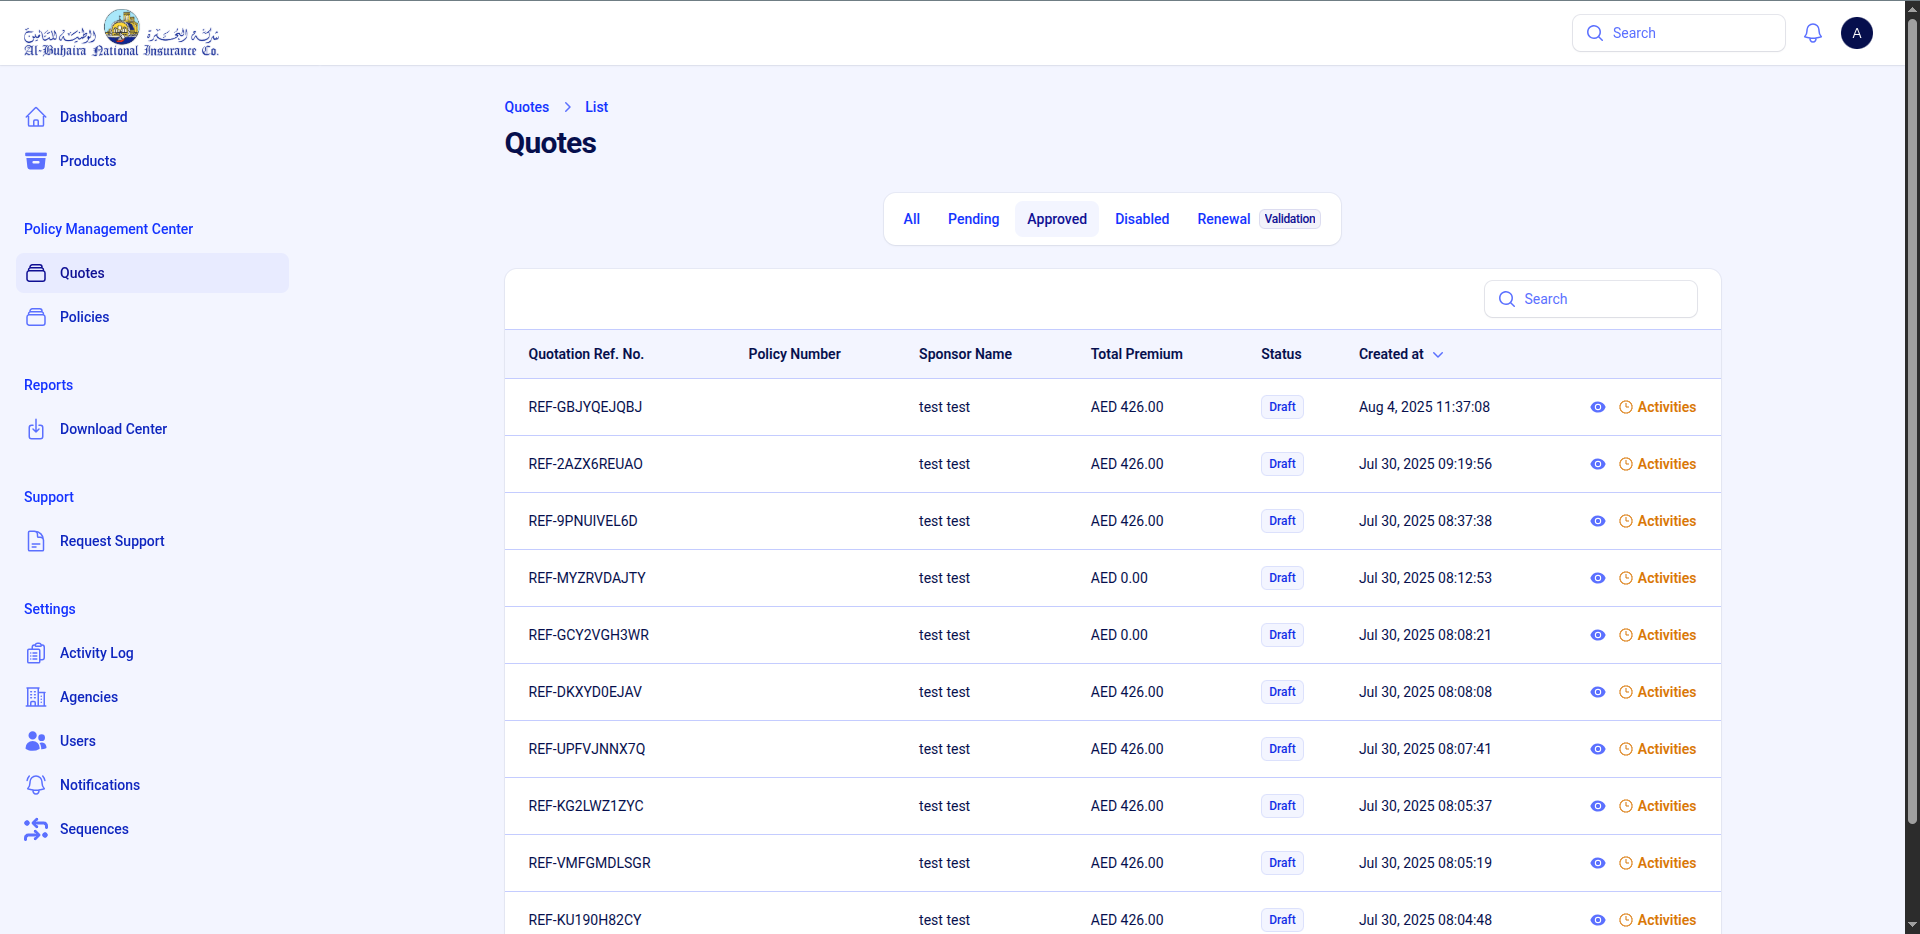 شركة البحيرة الوطنية للتأمين
Al-Buhaira National Insurance Co.
Search
A
Dashboard
Products
Policy Management Center
Quotes
Policies
Reports
Download Center
Support
Request Support
Settings
Activity Log
Agencies
Users
Notifications
Sequences
Quotes > List
Quotes
All Pending Approved Disabled Renewal Validation
Search
Quotation Ref. No. Policy Number Sponsor Name Total Premium Status Created at
REF-GBJYQEJQBJ test test AED 426.00 Draft Aug 4, 2025 11:37:08 Activities
REF-2AZX6REUAO test test AED 426.00 Draft Jul 30, 2025 09:19:56 Activities
REF-9PNUIVEL6D test test AED 426.00 Draft Jul 30, 2025 08:37:38 Activities
REF-MYZRVDAJTY test test AED 0.00 Draft Jul 30, 2025 08:12:53 Activities
REF-GCY2VGH3WR test test AED 0.00 Draft Jul 30, 2025 08:08:21 Activities
REF-DKXYD0EJAV test test AED 426.00 Draft Jul 30, 2025 08:08:08 Activities
REF-UPFVJNNX7Q test test AED 426.00 Draft Jul 30, 2025 08:07:41 Activities
REF-KG2LWZ1ZYC test test AED 426.00 Draft Jul 30, 2025 08:05:37 Activities
REF-VMFGMDLSGR test test AED 426.00 Draft Jul 30, 2025 08:05:19 Activities
REF-KU190H82CY test test AED 426.00 Draft Jul 30, 2025 08:04:48 Activities